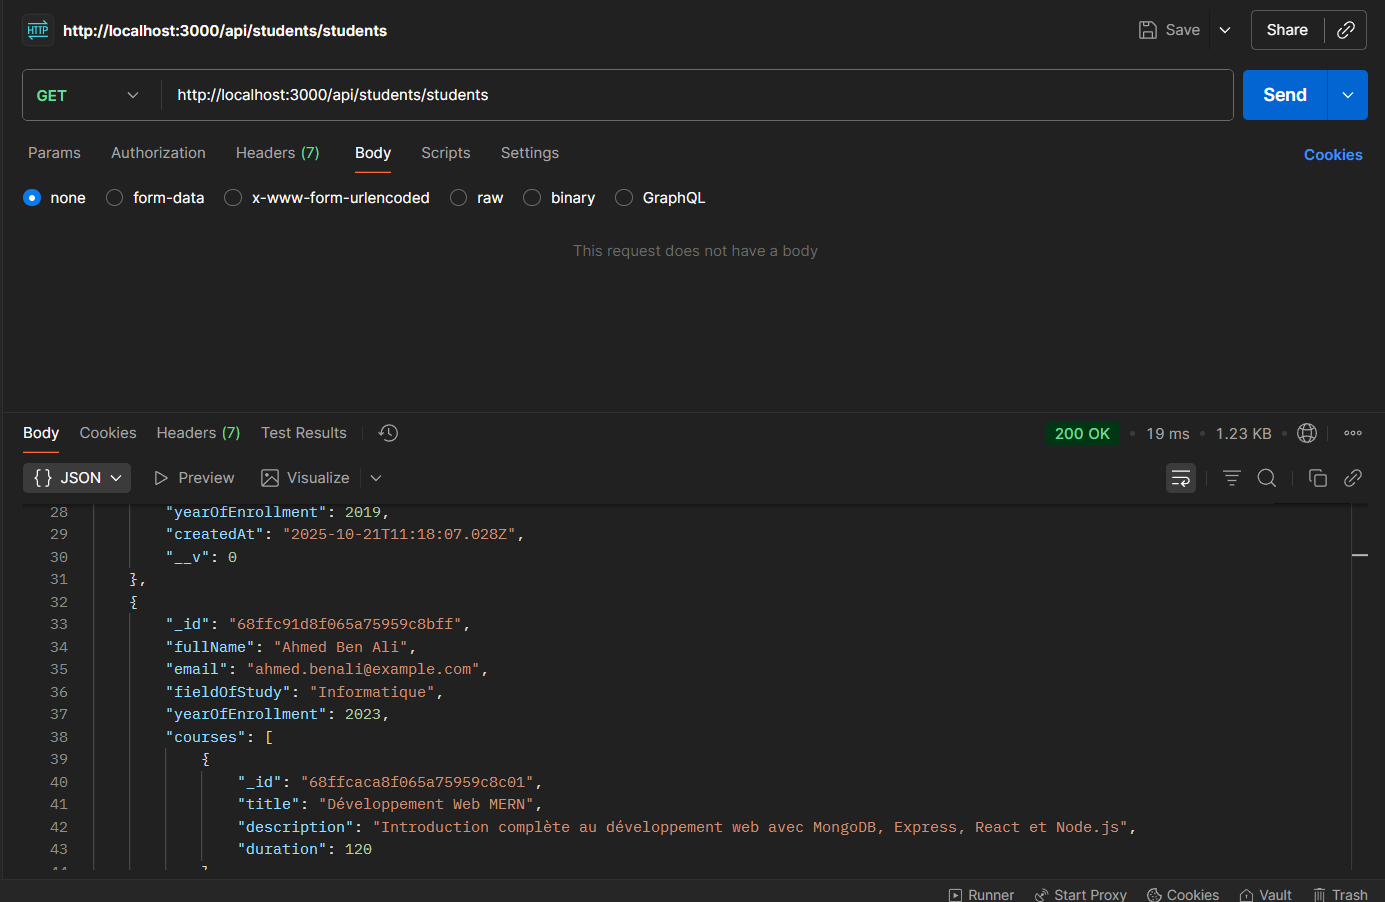 HTTP http://localhost:3000/api/students/students Save Share
GET http://localhost:3000/api/students/students Send
Params Authorization Headers (7) Body Scripts Settings Cookies
none form-data x-www-form-urlencoded raw binary GraphQL
This request does not have a body
Body Cookies Headers (7) Test Results 200 OK • 19 ms • 1.23 KB •
{} JSON Preview Visualize
28 "yearOfEnrollment": 2019,
29 "createdAt": "2025-10-21T11:18:07.028Z",
30 "__v": 0
31 },
32 {
33 "_id": "68ffc91d8f065a75959c8bff",
34 "fullName": "Ahmed Ben Ali",
35 "email": "ahmed.benali@example.com",
36 "fieldOfStudy": "Informatique",
37 "yearOfEnrollment": 2023,
38 "courses": [
39 {
40 "_id": "68ffcaca8f065a75959c8c01",
41 "title": "Développement Web MERN",
42 "description": "Introduction complète au développement web avec MongoDB, Express, React et Node.js",
43 "duration": 120
Runner Start Proxy Cookies Vault Trash